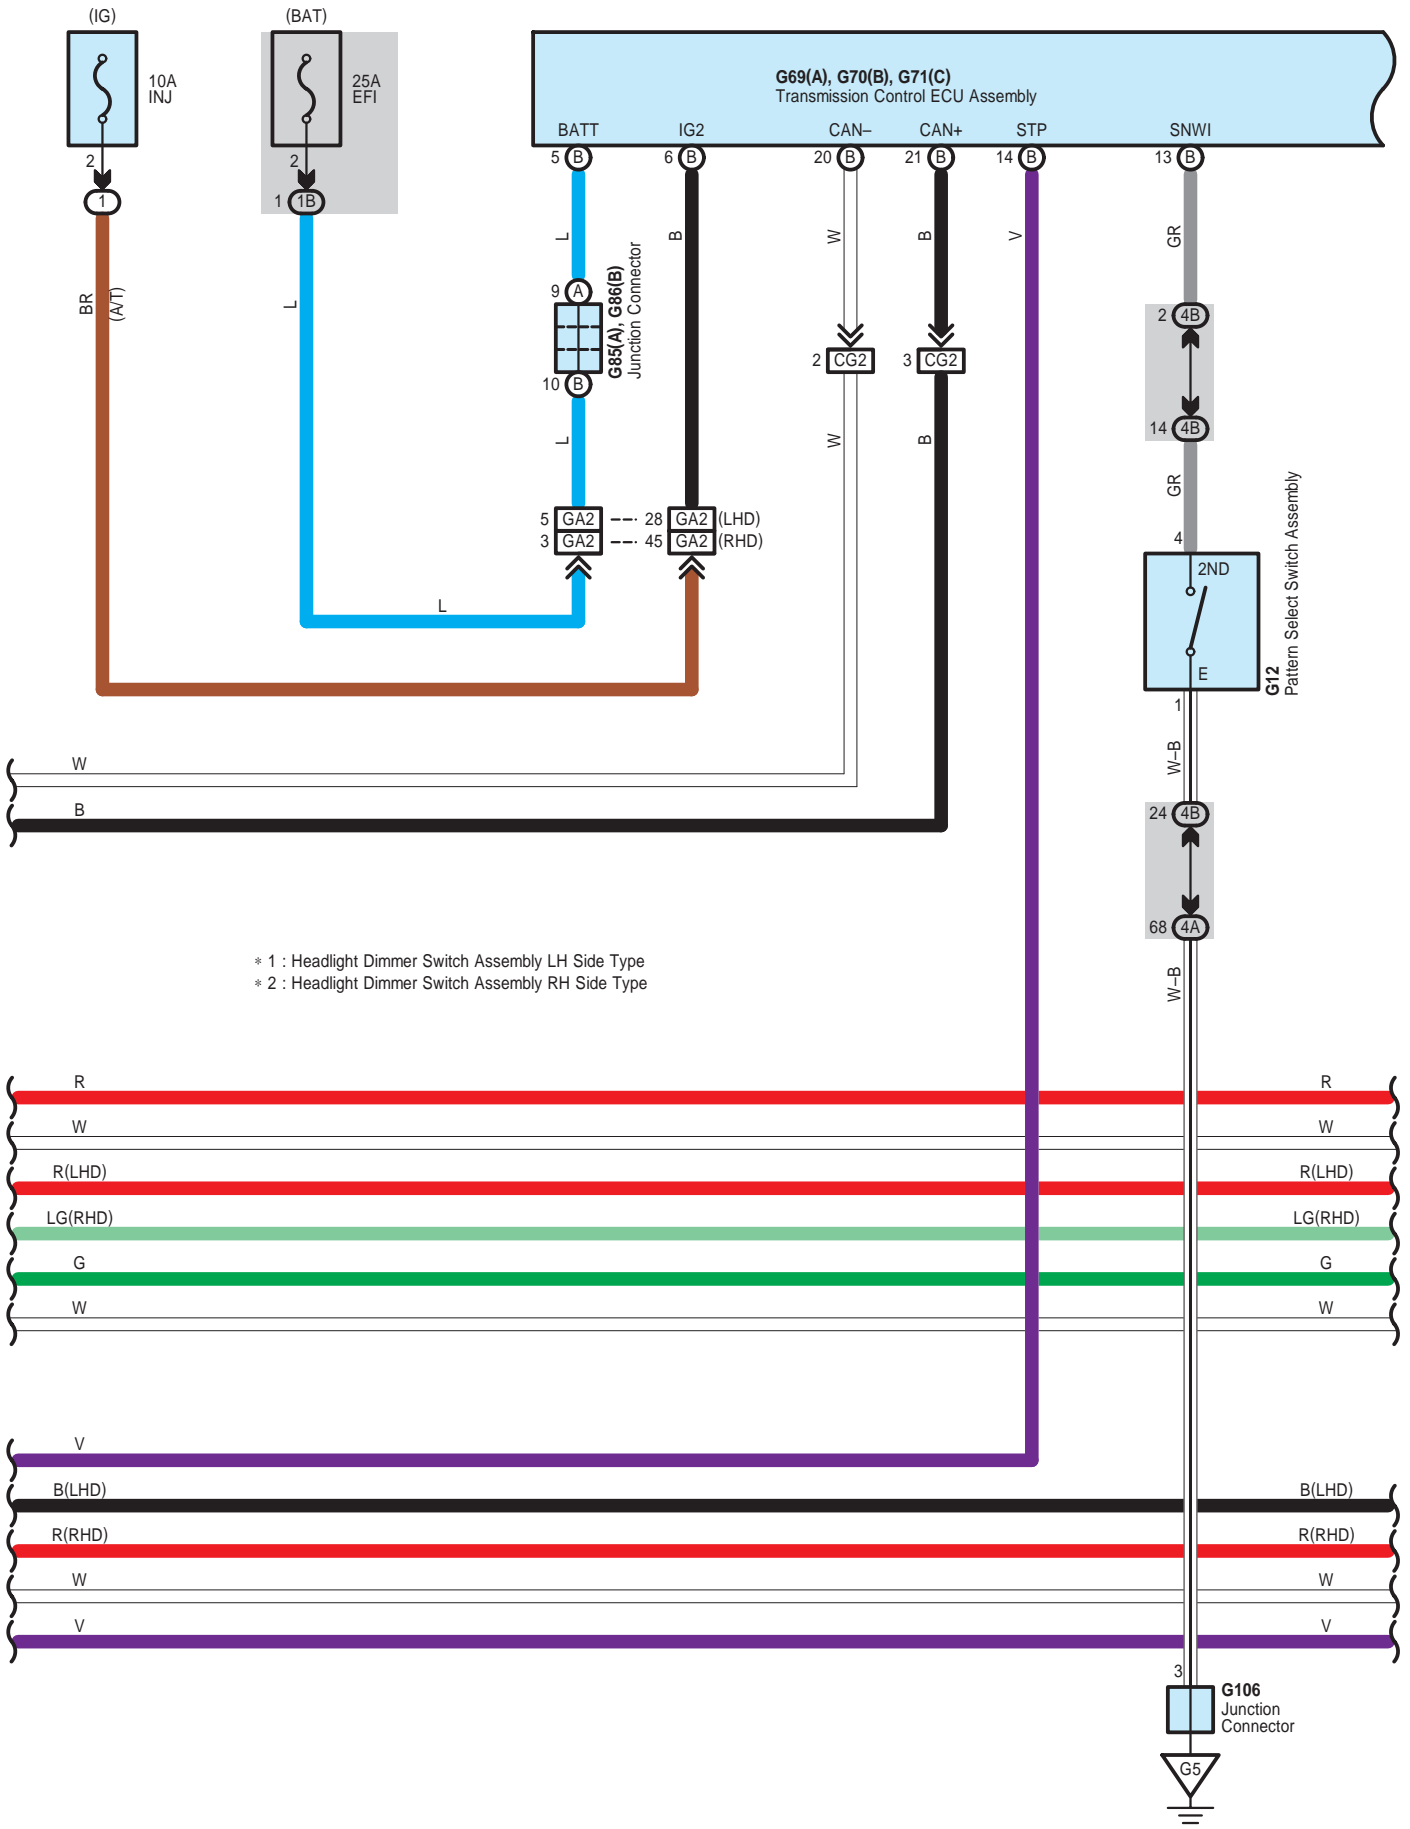 (IG)
(BAT)
10A
INJ
25A
EFI
G69(A), G70(B), G71(C)
Transmission Control ECU Assembly
BATT
IG2
CAN–
CAN+
STP
SNWI
2
2
5 B
6 B
20 B
21 B
14 B
13 B
1
1 1B
L
B
W
B
V
GR
BR
(A/T)
L
9 A
G85(A), G86(B)
Junction Connector
10 B
2 4B
2 CG2
3 CG2
14 4B
L
W
B
GR
5 GA2 28 GA2 (LHD)
3 GA2 45 GA2 (RHD)
4
2ND
E
G12
Pattern Select Switch Assembly
L
1
W–B
W
B
24 4B
68 4A
W–B
* 1 : Headlight Dimmer Switch Assembly LH Side Type
* 2 : Headlight Dimmer Switch Assembly RH Side Type
R R
W W
R(LHD) R(LHD)
LG(RHD) LG(RHD)
G G
W W
V
B(LHD) B(LHD)
R(RHD) R(RHD)
W W
V V
3
G106
Junction
Connector
G5